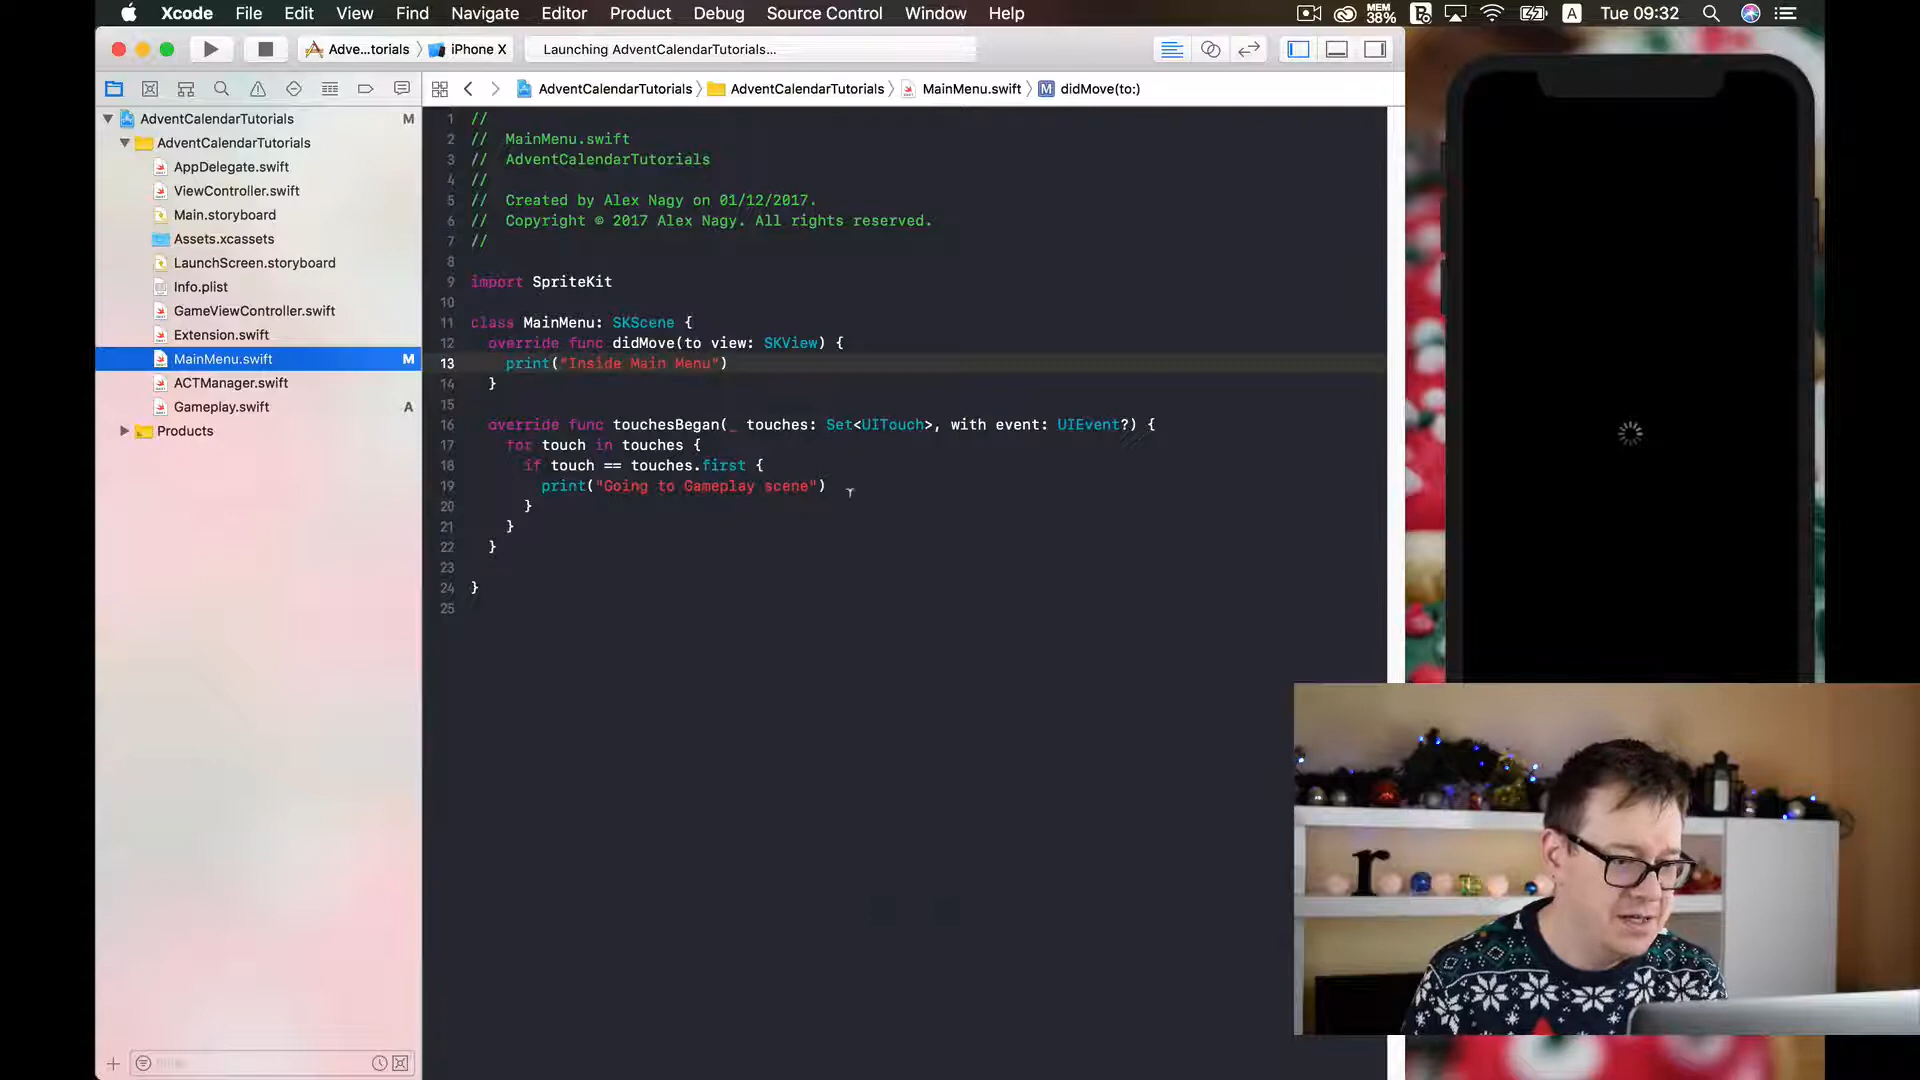 Xcode File Edit View Find Navigate Editor Product Debug Source Control Window Help MEM 38% A Tue 09:32
Adve...torials iPhone X Launching AdventCalendarTutorials...
AdventCalendarTutorials AdventCalendarTutorials MainMenu.swift M didMove(to:)
AdventCalendarTutorials M
AdventCalendarTutorials
AppDelegate.swift
ViewController.swift
Main.storyboard
Assets.xcassets
LaunchScreen.storyboard
Info.plist
GameViewController.swift
Extension.swift
MainMenu.swift M
ACTManager.swift
Gameplay.swift A
Products
1 //
2 //  MainMenu.swift
3 //  AdventCalendarTutorials
4 //
5 //  Created by Alex Nagy on 01/12/2017.
6 //  Copyright © 2017 Alex Nagy. All rights reserved.
7 //
8
9 import SpriteKit
10
11 class MainMenu: SKScene {
12 override func didMove(to view: SKView) {
13 print("Inside Main Menu")
14 }
15
16 override func touchesBegan(_ touches: Set<UITouch>, with event: UIEvent?) {
17 for touch in touches {
18 if touch == touches.first {
19 print("Going to Gameplay scene")
20 }
21 }
22 }
23
24 }
25
r